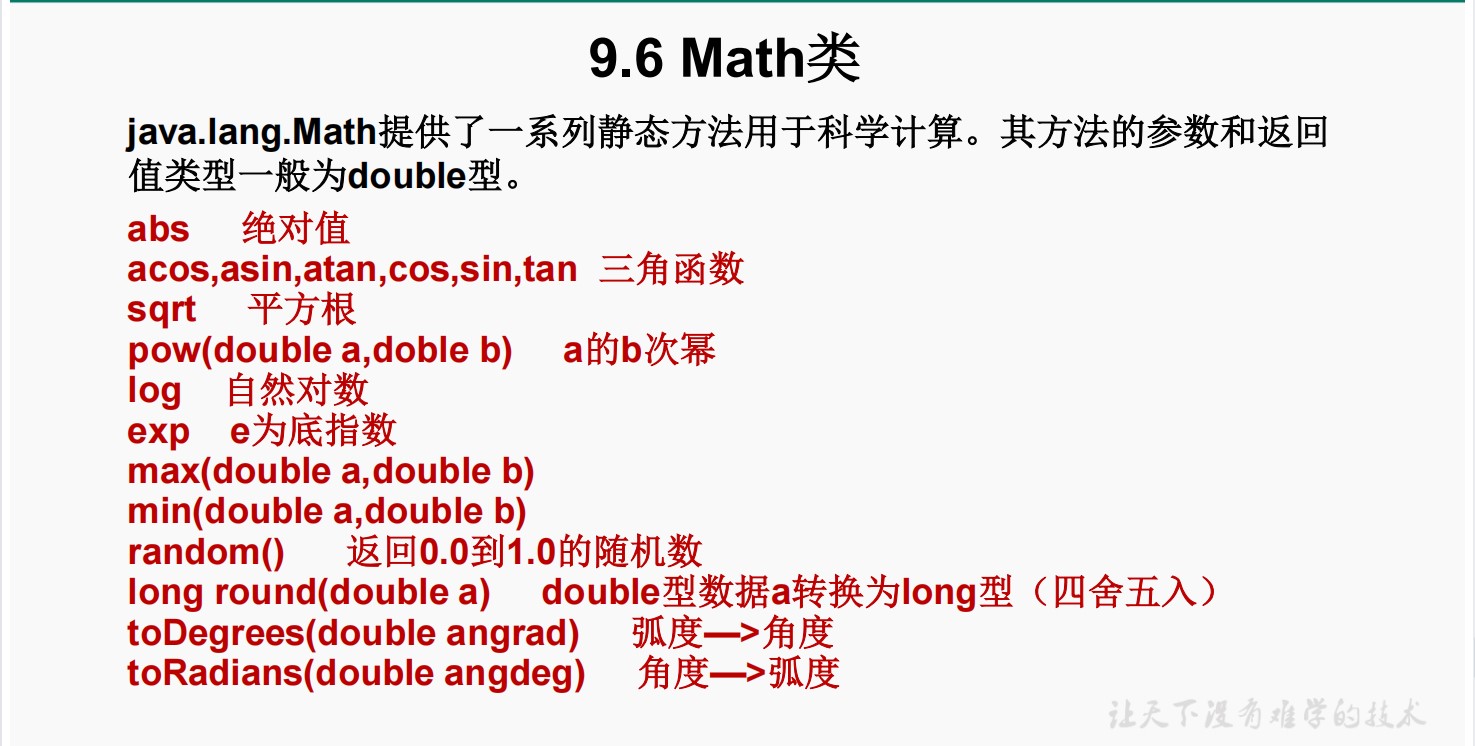 9.6 Math类
java.lang.Math提供了一系列静态方法用于科学计算。其方法的参数和返回
值类型一般为double型。
abs 绝对值
acos,asin,atan,cos,sin,tan 三角函数
sqrt 平方根
pow(double a,doble b) a的b次幂
log 自然对数
exp e为底指数
max(double a,double b)
min(double a,double b)
random() 返回0.0到1.0的随机数
long round(double a) double型数据a转换为long型（四舍五入）
toDegrees(double angrad) 弧度—>角度
toRadians(double angdeg) 角度—>弧度
让天下没有难学的技术